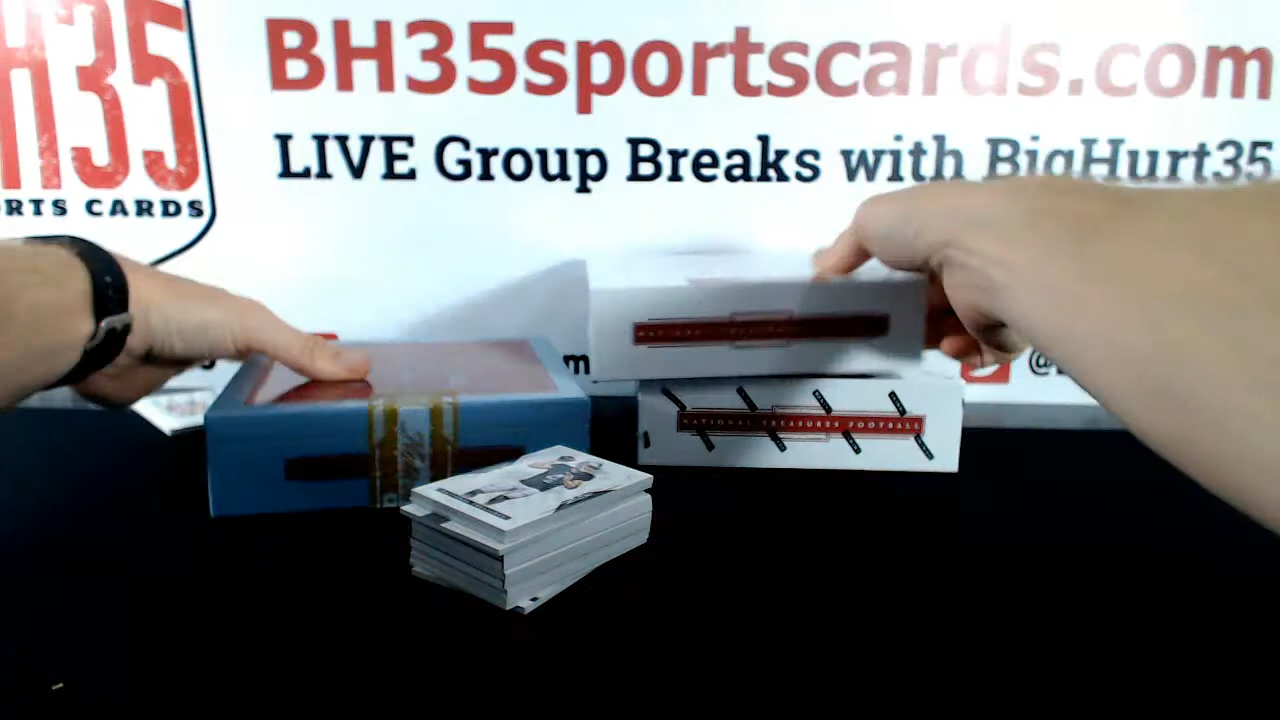 BH35sportscards.com
H35
LIVE Group Breaks with BigHurt35
RTS CARDS
m
@
NATIONAL TREASURES FOOTBALL